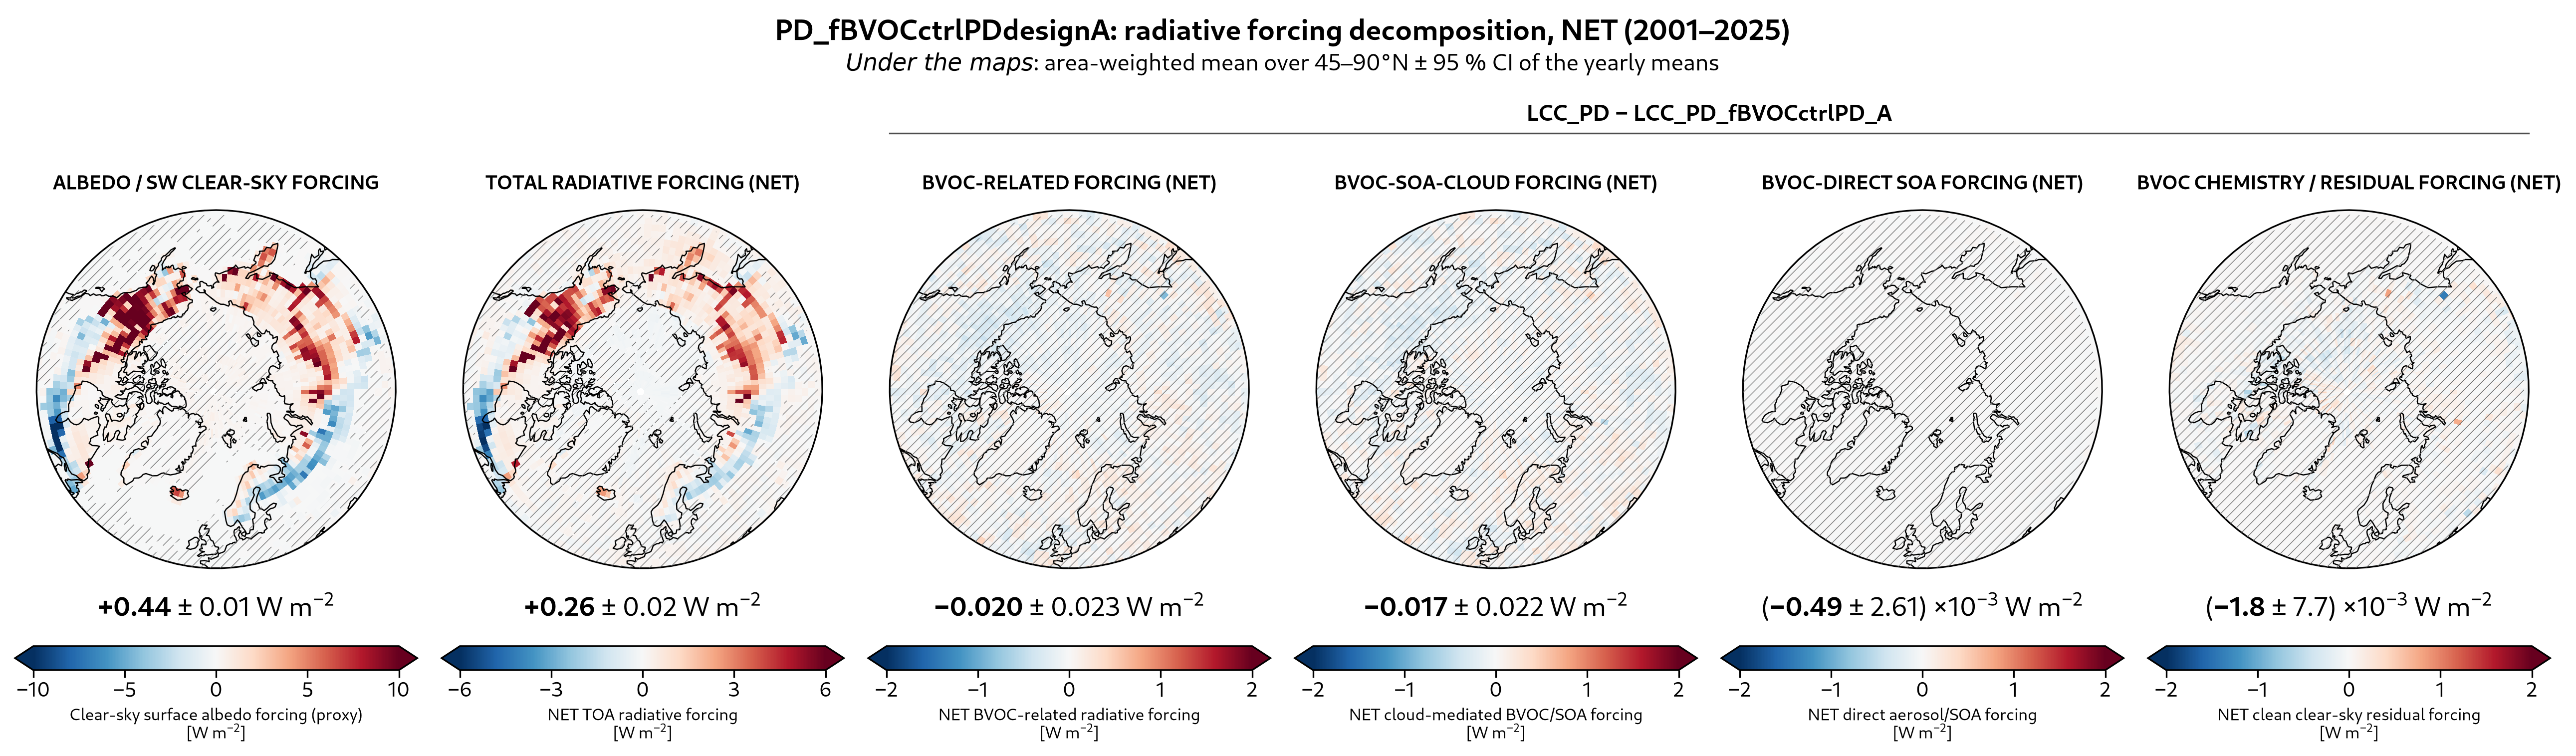 PD_fBVOCctrlPDdesignA: radiative forcing decomposition, NET (2001–2025)
Under the maps: area-weighted mean over 45–90°N ± 95 % CI of the yearly means
LCC_PD − LCC_PD_fBVOCctrlPD_A
ALBEDO / SW CLEAR-SKY FORCING
TOTAL RADIATIVE FORCING (NET)
BVOC-RELATED FORCING (NET)
BVOC-SOA-CLOUD FORCING (NET)
BVOC-DIRECT SOA FORCING (NET)
BVOC CHEMISTRY / RESIDUAL FORCING (NET)
+0.44 ± 0.01 W m⁻²
+0.26 ± 0.02 W m⁻²
−0.020 ± 0.023 W m⁻²
−0.017 ± 0.022 W m⁻²
(−0.49 ± 2.61) ×10⁻³ W m⁻²
(−1.8 ± 7.7) ×10⁻³ W m⁻²
−10 −5 0 5 10
−6 −3 0 3 6
−2 −1 0 1 2
−2 −1 0 1 2
−2 −1 0 1 2
−2 −1 0 1 2
Clear-sky surface albedo forcing (proxy)
[W m⁻²]
NET TOA radiative forcing
[W m⁻²]
NET BVOC-related radiative forcing
[W m⁻²]
NET cloud-mediated BVOC/SOA forcing
[W m⁻²]
NET direct aerosol/SOA forcing
[W m⁻²]
NET clean clear-sky residual forcing
[W m⁻²]